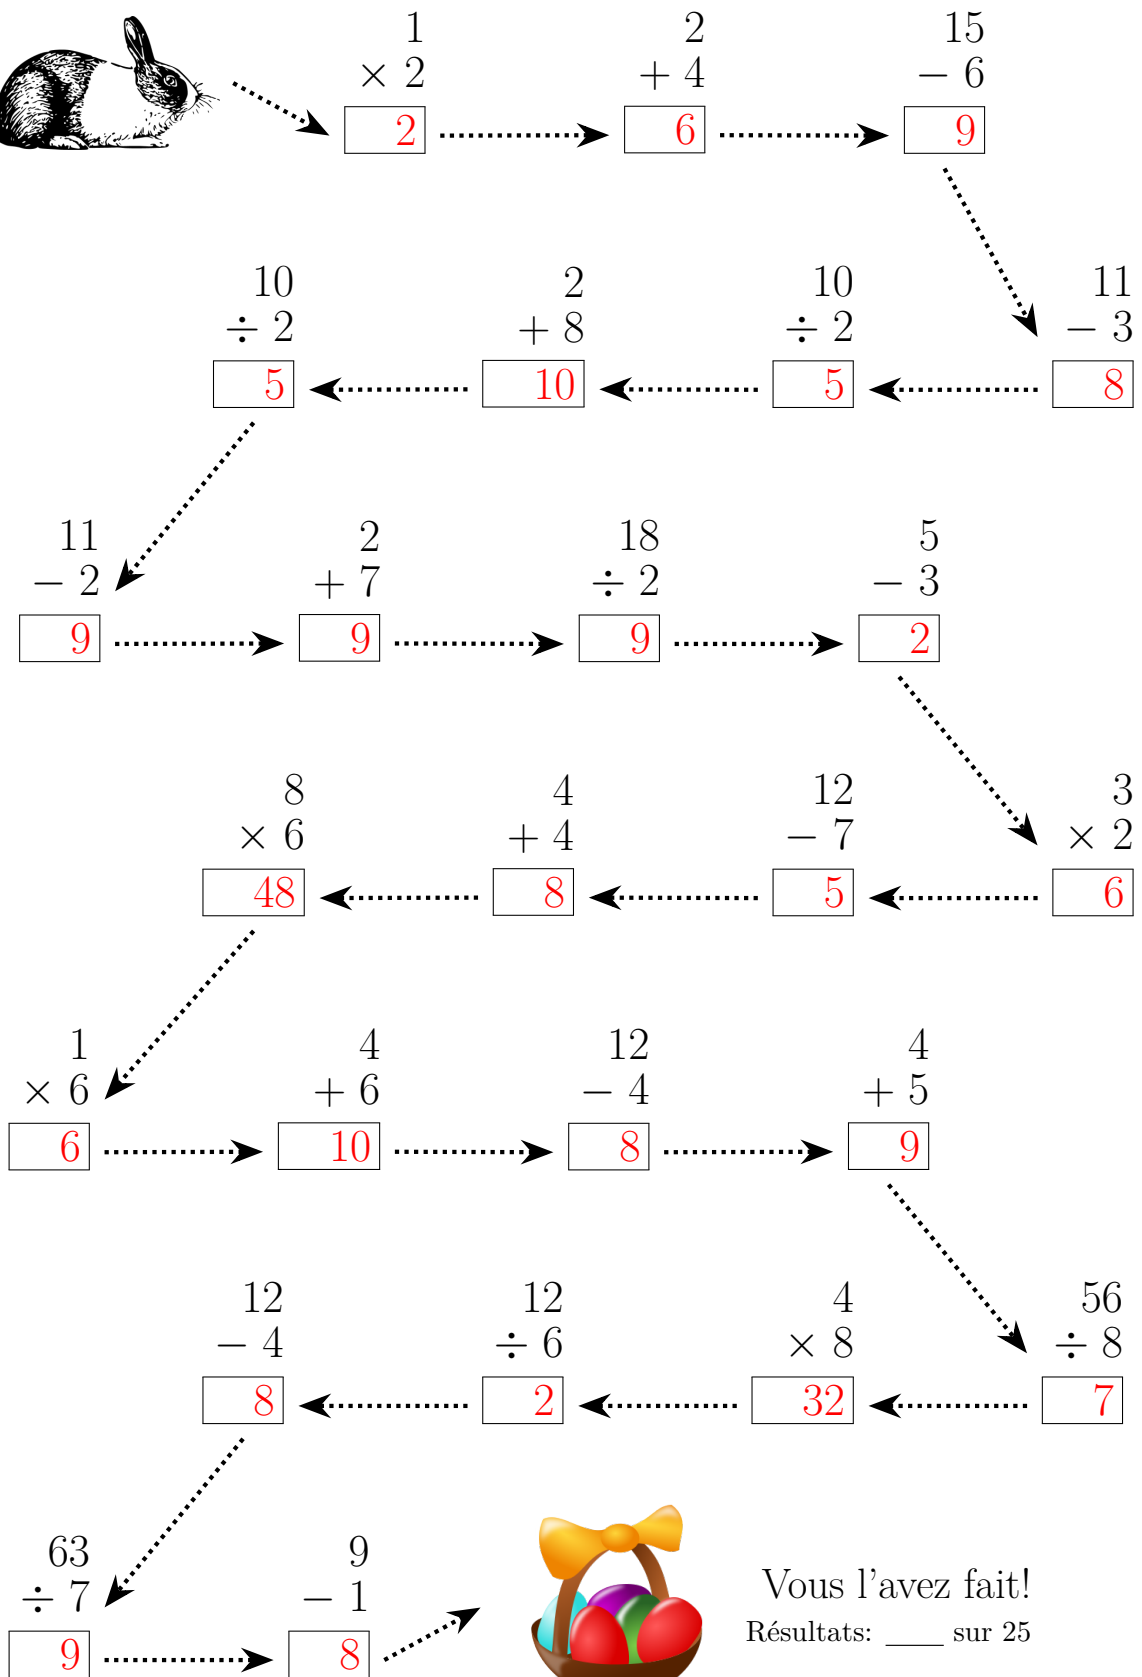 1 2 15
× 2 + 4 − 6
2 6 9
10 2 10 11
÷ 2 + 8 ÷ 2 − 3
5 10 5 8
11 2 18 5
− 2 + 7 ÷ 2 − 3
9 9 9 2
8 4 12 3
× 6 + 4 − 7 × 2
48 8 5 6
1 4 12 4
× 6 + 6 − 4 + 5
6 10 8 9
12 12 4 56
− 4 ÷ 6 × 8 ÷ 8
8 2 32 7
63 9
÷ 7 − 1
9 8
Vous l'avez fait!
Résultats: ____ sur 25